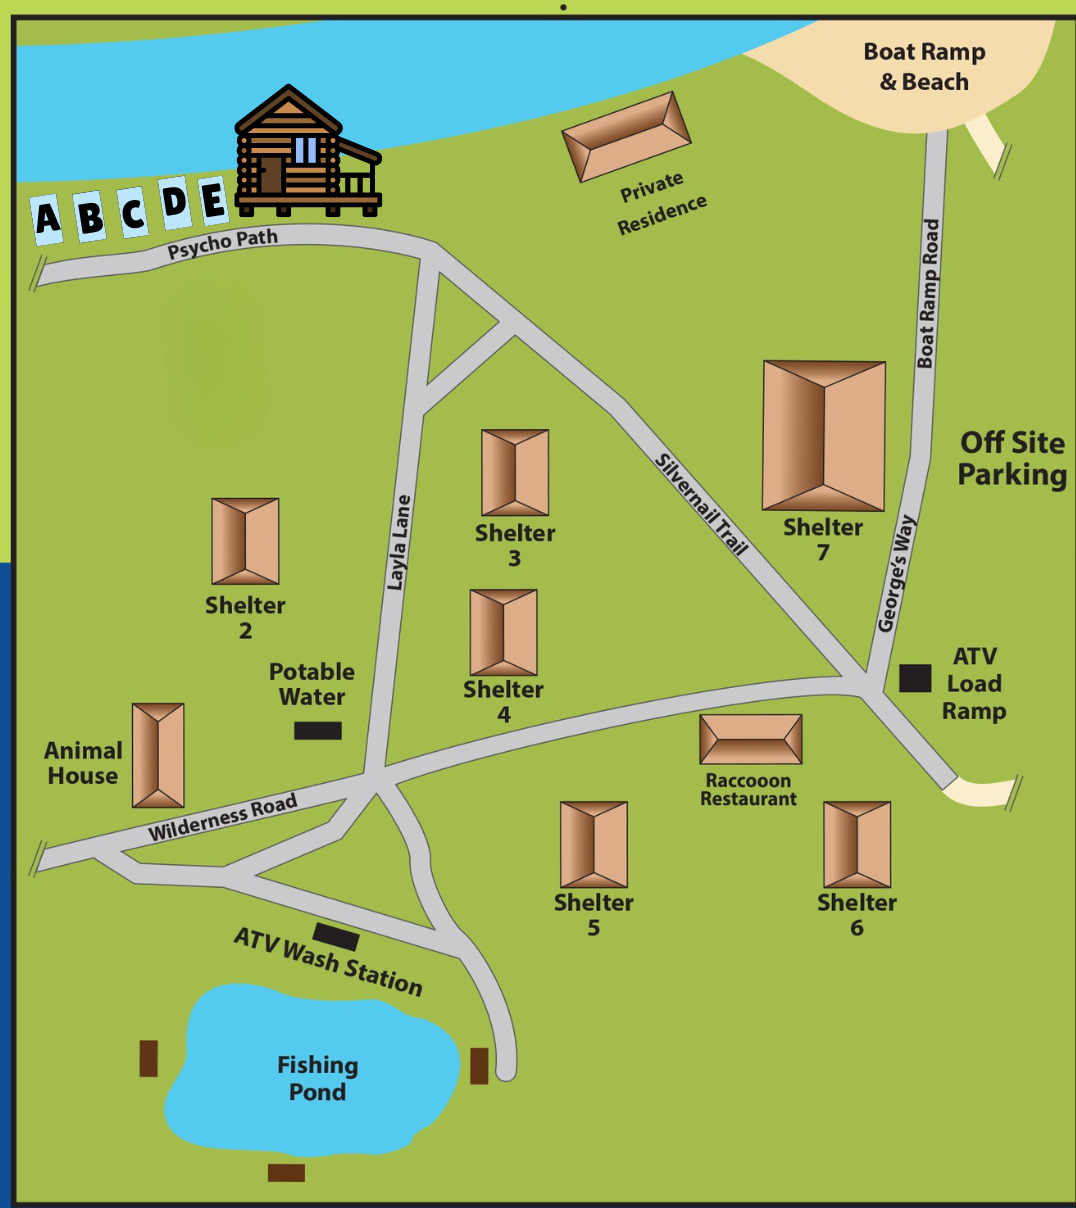 Boat Ramp
& Beach
Private
Residence
A B C D E
Psycho Path
Boat Ramp Road
Off Site
Parking
Silvernail Trail
Shelter
7
Shelter
3
Layla Lane
George's Way
Shelter
2
ATV
Load
Ramp
Potable
Water
Shelter
4
Animal
House
Raccooon
Restaurant
Wilderness Road
Shelter
5
Shelter
6
ATV Wash Station
Fishing
Pond